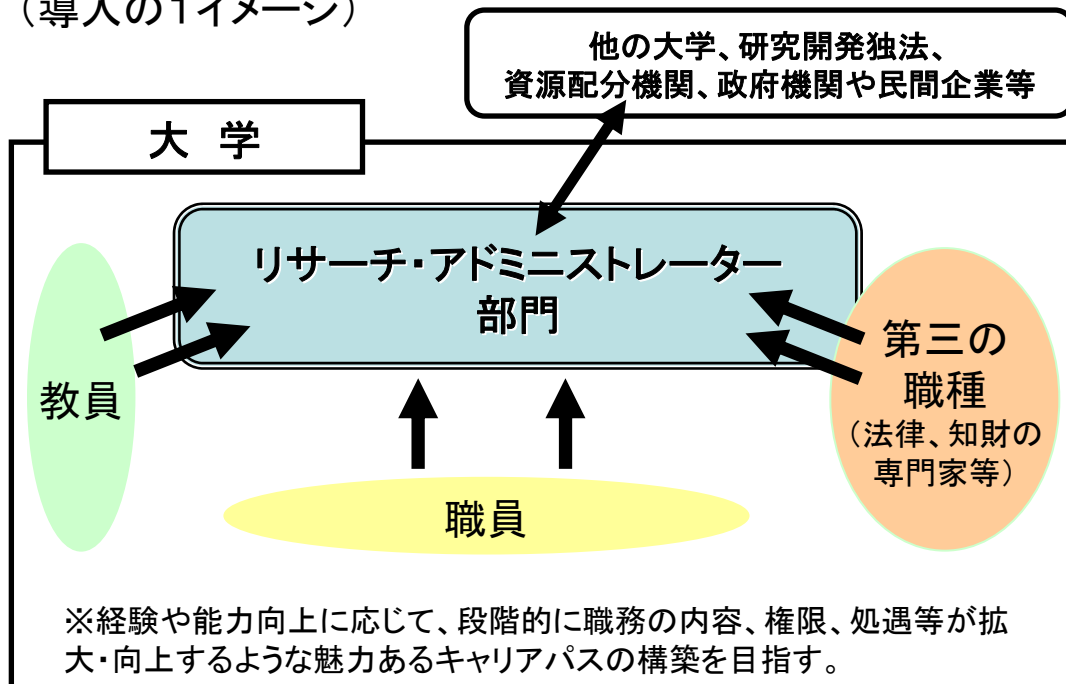 （導入の１イメージ）
他の大学、研究開発独法、
資源配分機関、政府機関や民間企業等
大 学
リサーチ・アドミニストレーター
部門
教員
第三の
職種
（法律、知財の
専門家等）
職員
※経験や能力向上に応じて、段階的に職務の内容、権限、処遇等が拡
大・向上するような魅力あるキャリアパスの構築を目指す。